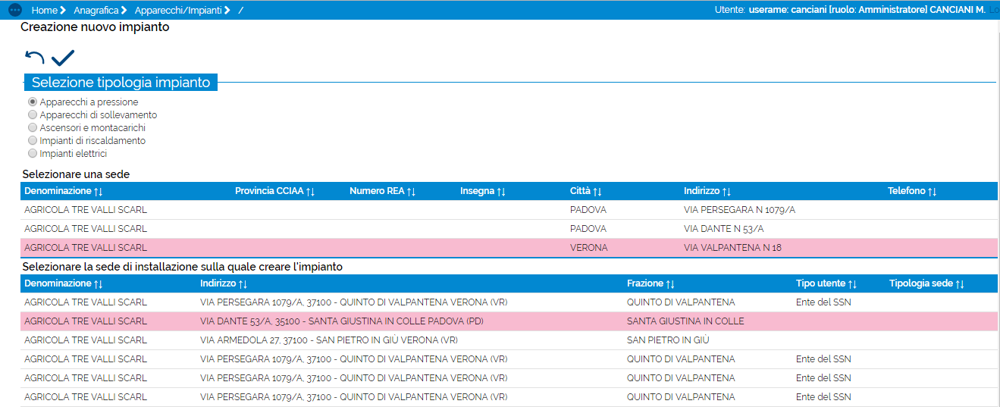 Home Anagrafica Apparecchi/Impianti / Utente: userame: canciani [ruolo: Amministratore] CANCIANI M. Lo
Creazione nuovo impianto
Selezione tipologia impianto
Apparecchi a pressione
Apparecchi di sollevamento
Ascensori e montacarichi
Impianti di riscaldamento
Impianti elettrici
Selezionare una sede
Denominazione ↑↓ Provincia CCIAA ↑↓ Numero REA ↑↓ Insegna ↑↓ Città ↑↓ Indirizzo ↑↓ Telefono ↑↓
AGRICOLA TRE VALLI SCARL PADOVA VIA PERSEGARA N 1079/A
AGRICOLA TRE VALLI SCARL PADOVA VIA DANTE N 53/A
AGRICOLA TRE VALLI SCARL VERONA VIA VALPANTENA N 18
Selezionare la sede di installazione sulla quale creare l'impianto
Denominazione ↑↓ Indirizzo ↑↓ Frazione ↑↓ Tipo utente ↑↓ Tipologia sede ↑↓
AGRICOLA TRE VALLI SCARL VIA PERSEGARA 1079/A, 37100 - QUINTO DI VALPANTENA VERONA (VR) QUINTO DI VALPANTENA Ente del SSN
AGRICOLA TRE VALLI SCARL VIA DANTE 53/A, 35100 - SANTA GIUSTINA IN COLLE PADOVA (PD) SANTA GIUSTINA IN COLLE
AGRICOLA TRE VALLI SCARL VIA ARMEDOLA 27, 37100 - SAN PIETRO IN GIÙ VERONA (VR) SAN PIETRO IN GIÙ
AGRICOLA TRE VALLI SCARL VIA PERSEGARA 1079/A, 37100 - QUINTO DI VALPANTENA VERONA (VR) QUINTO DI VALPANTENA Ente del SSN
AGRICOLA TRE VALLI SCARL VIA PERSEGARA 1079/A, 37100 - QUINTO DI VALPANTENA VERONA (VR) QUINTO DI VALPANTENA Ente del SSN
AGRICOLA TRE VALLI SCARL VIA PERSEGARA 1079/A, 37100 - QUINTO DI VALPANTENA VERONA (VR) QUINTO DI VALPANTENA Ente del SSN